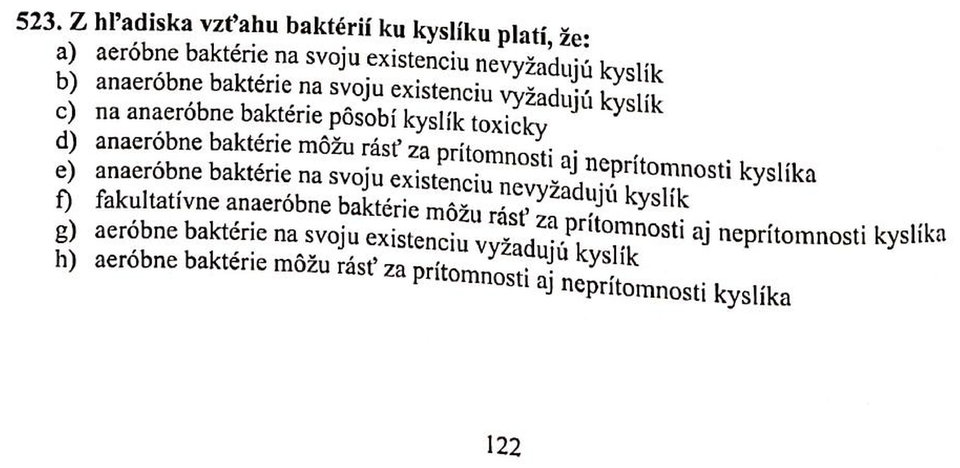 523. Z hľadiska vzťahu baktérií ku kyslíku platí, že:
a) aeróbne baktérie na svoju existenciu nevyžadujú kyslík
b) anaeróbne baktérie na svoju existenciu vyžadujú kyslík
c) na anaeróbne baktérie pôsobí kyslík toxicky
d) anaeróbne baktérie môžu rásť za prítomnosti aj neprítomnosti kyslíka
e) anaeróbne baktérie na svoju existenciu nevyžadujú kyslík
f) fakultatívne anaeróbne baktérie môžu rásť za prítomnosti aj neprítomnosti kyslíka
g) aeróbne baktérie na svoju existenciu vyžadujú kyslík
h) aeróbne baktérie môžu rásť za prítomnosti aj neprítomnosti kyslíka
122